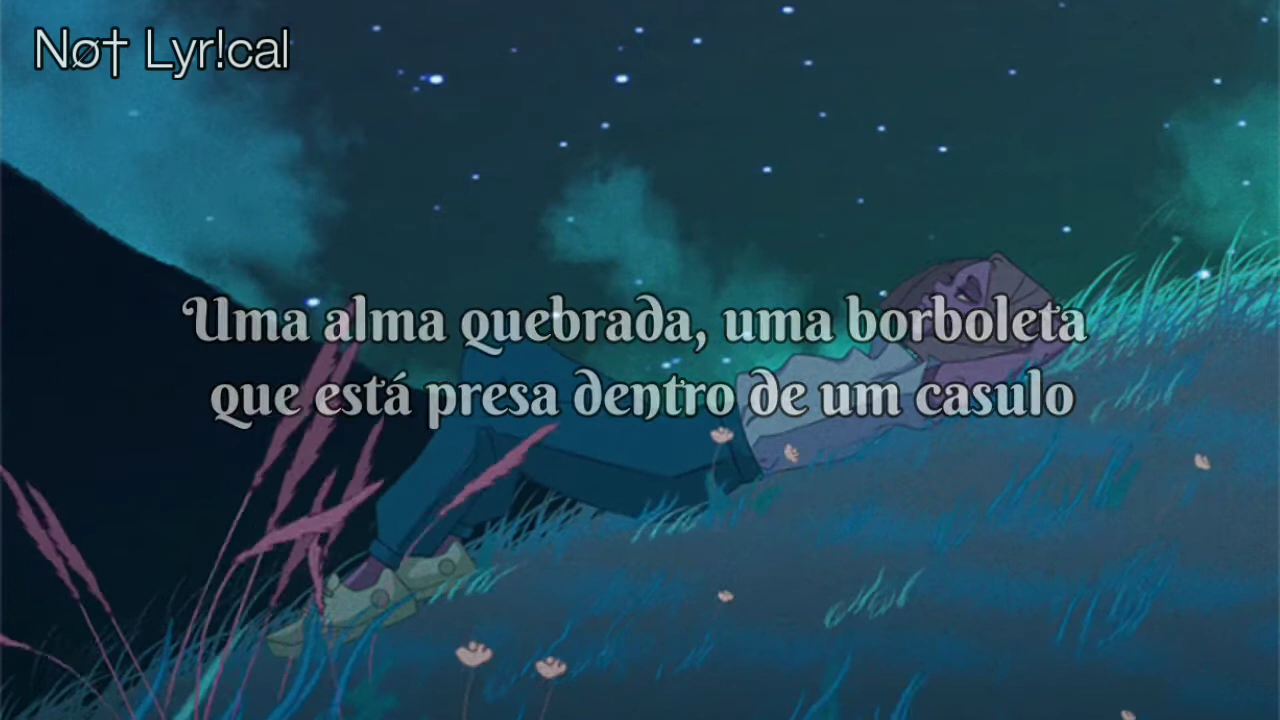 Nø† Lyr!cal
Uma alma quebrada, uma borboleta
que está presa dentro de um casulo